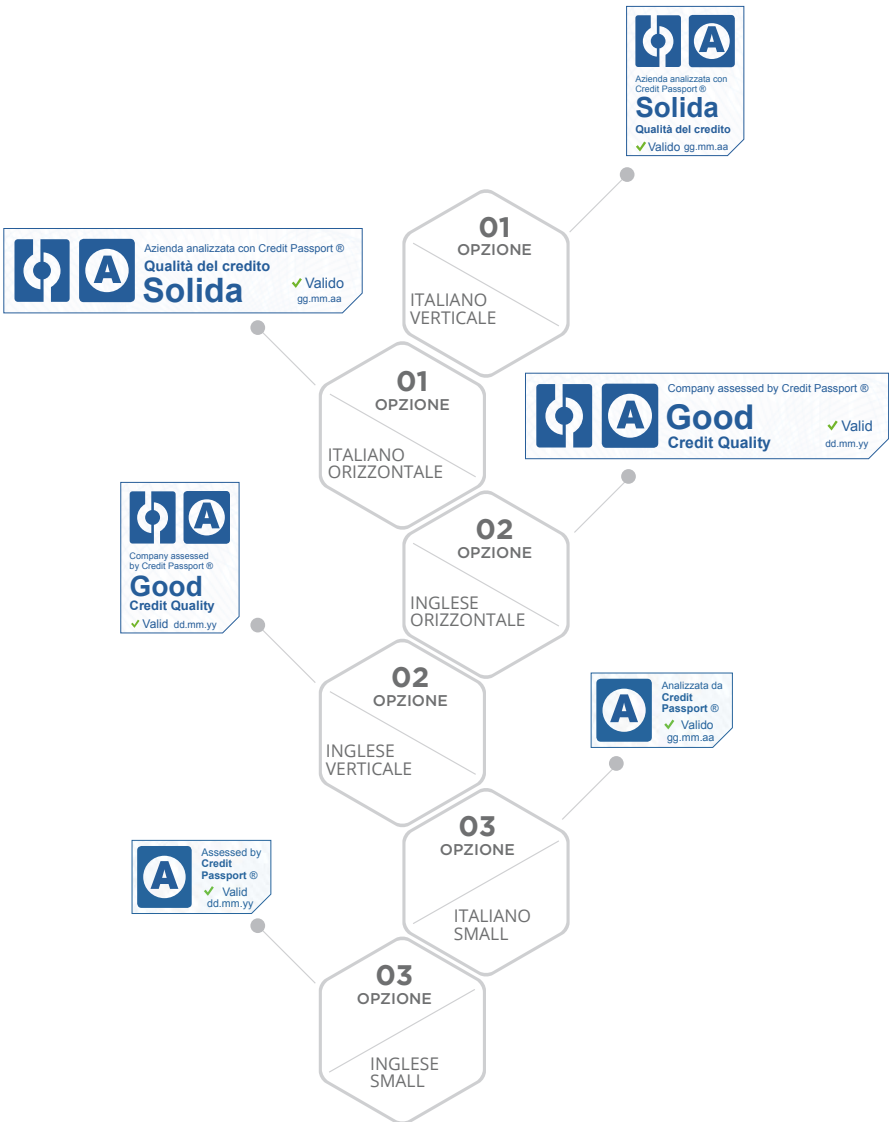 A
Azienda analizzata con
Credit Passport ®
Solida
Qualità del credito
Valido gg.mm.aa
01
OPZIONE
ITALIANO
VERTICALE
A
Azienda analizzata con Credit Passport ®
Qualità del credito
Solida
Valido
gg.mm.aa
01
OPZIONE
ITALIANO
ORIZZONTALE
A
Company assessed by Credit Passport ®
Good
Credit Quality
Valid
dd.mm.yy
02
OPZIONE
INGLESE
ORIZZONTALE
A
Company assessed
by Credit Passport ®
Good
Credit Quality
Valid dd.mm.yy
02
OPZIONE
INGLESE
VERTICALE
A
Analizzata da
Credit
Passport ®
Valido
gg.mm.aa
03
OPZIONE
ITALIANO
SMALL
A
Assessed by
Credit
Passport ®
Valid
dd.mm.yy
03
OPZIONE
INGLESE
SMALL